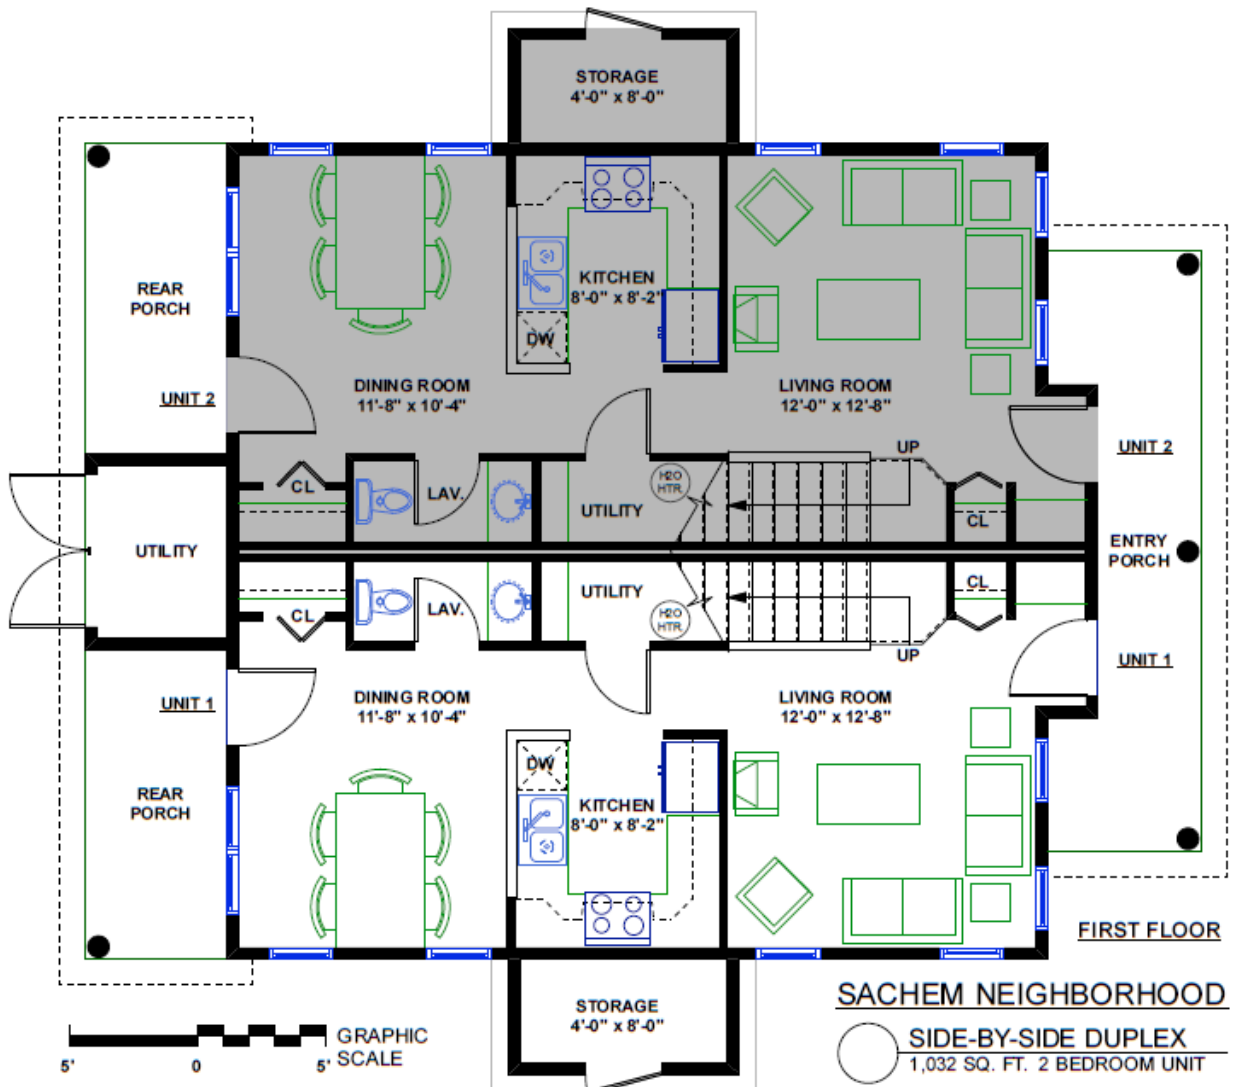 STORAGE
4'-0" x 8'-0"
REAR
PORCH
KITCHEN
8'-0" x 8'-2"
DW
DINING ROOM
11'-8" x 10'-4"
LIVING ROOM
12'-0" x 12'-8"
UNIT 2
UP
UNIT 2
CL
LAV.
H2O
HTR.
UTILITY
CL
UTILITY
ENTRY
PORCH
CL
LAV.
UTILITY
H2O
HTR.
CL
UP
UNIT 1
UNIT 1
DINING ROOM
11'-8" x 10'-4"
LIVING ROOM
12'-0" x 12'-8"
DW
REAR
PORCH
KITCHEN
8'-0" x 8'-2"
FIRST FLOOR
STORAGE
4'-0" x 8'-0"
SACHEM NEIGHBORHOOD
SIDE-BY-SIDE DUPLEX
1,032 SQ. FT. 2 BEDROOM UNIT
GRAPHIC
SCALE
5' 0 5'